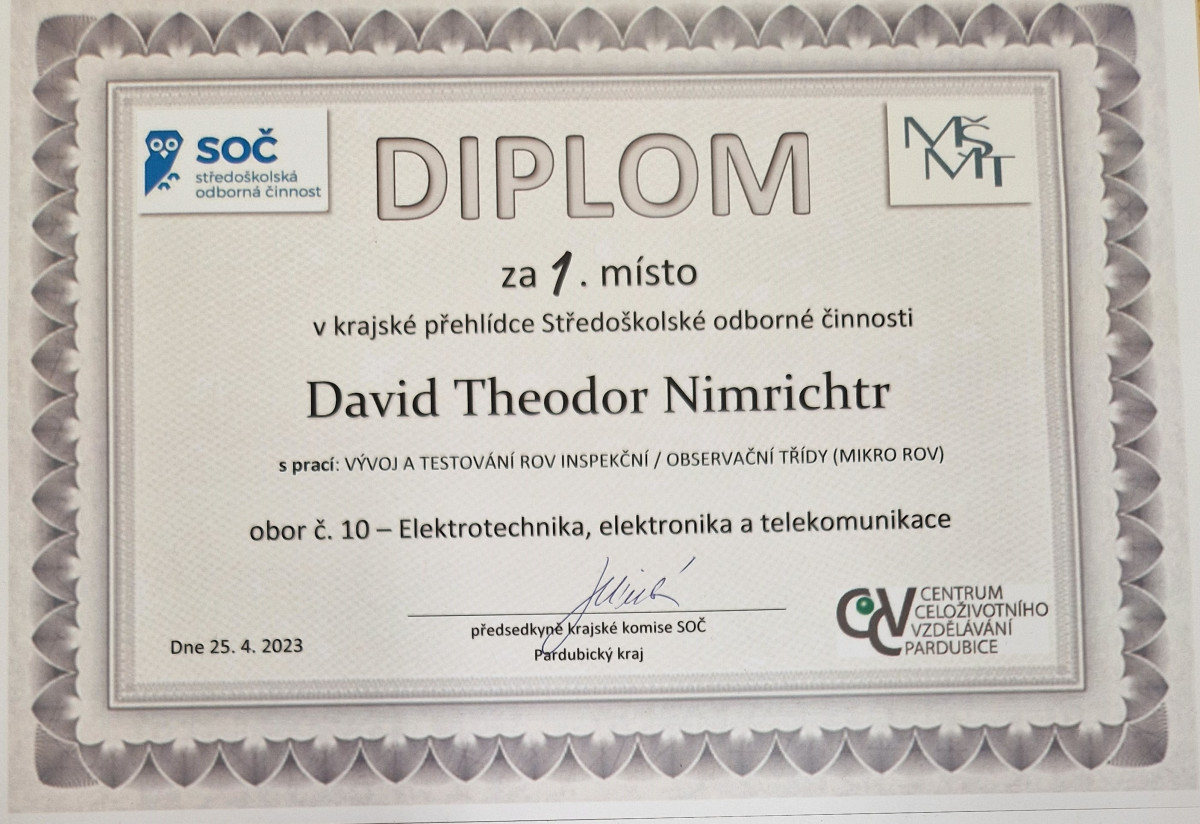 SOČ
středoškolská
odborná činnost
DIPLOM
MŠ
MT
za 1. místo
v krajské přehlídce Středoškolské odborné činnosti
David Theodor Nimrichtr
s prací: VÝVOJ A TESTOVÁNÍ ROV INSPEKČNÍ / OBSERVAČNÍ TŘÍDY (MIKRO ROV)
obor č. 10 – Elektrotechnika, elektronika a telekomunikace
předsedkyně krajské komise SOČ
Pardubický kraj
Dne 25. 4. 2023
CENTRUM
CELOŽIVOTNÍHO
VZDĚLÁVÁNÍ
PARDUBICE